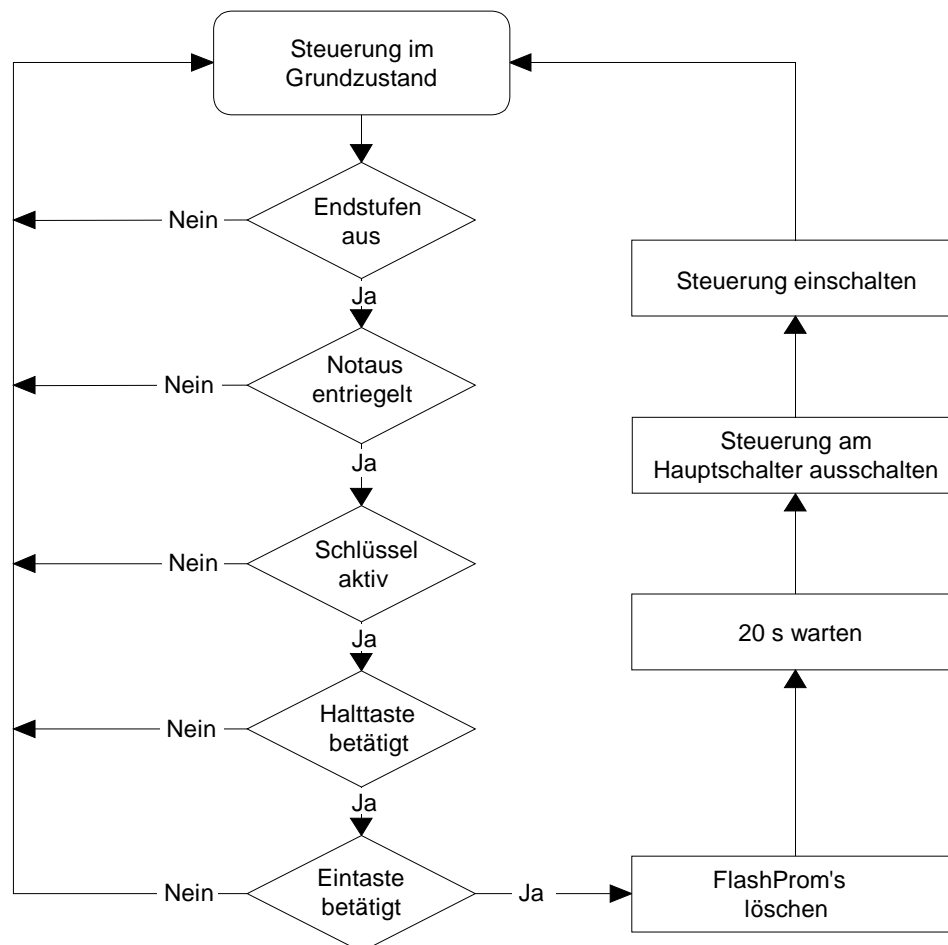 Steuerung im
Grundzustand
Nein
Endstufen
aus
Ja
Nein
Notaus
entriegelt
Ja
Nein
Schlüssel
aktiv
Ja
Nein
Halttaste
betätigt
Ja
Nein
Eintaste
betätigt
Ja
FlashProm's
löschen
20 s warten
Steuerung am
Hauptschalter ausschalten
Steuerung einschalten